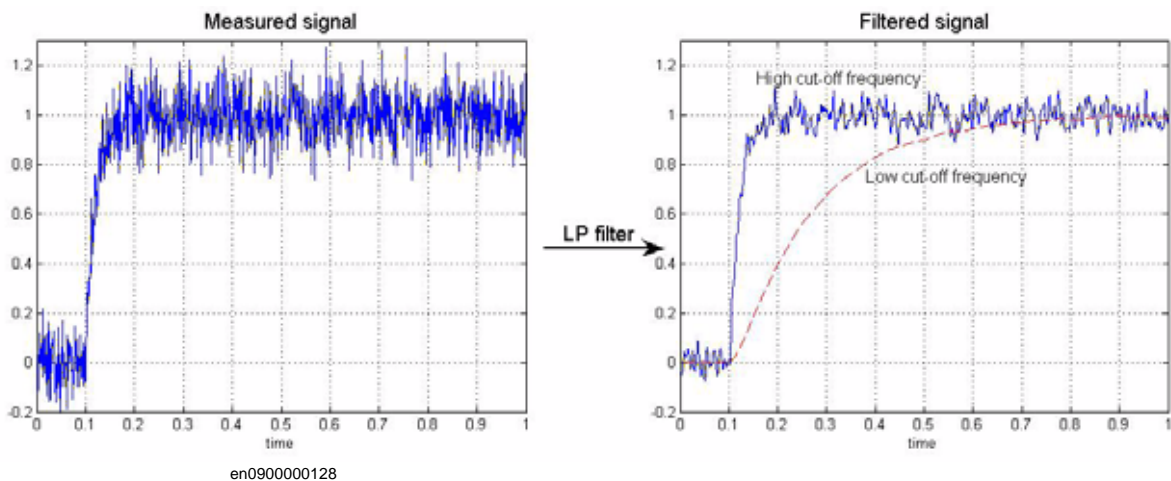 Measured signal
1.2
1
0.8
0.6
0.4
0.2
0
-0.2
0 0.1 0.2 0.3 0.4 0.5 0.6 0.7 0.8 0.9 1
time
LP filter
Filtered signal
1.2
1
0.8
0.6
0.4
0.2
0
-0.2
High cut-off frequency
Low cut-off frequency
0 0.1 0.2 0.3 0.4 0.5 0.6 0.7 0.8 0.9 1
time
en0900000128